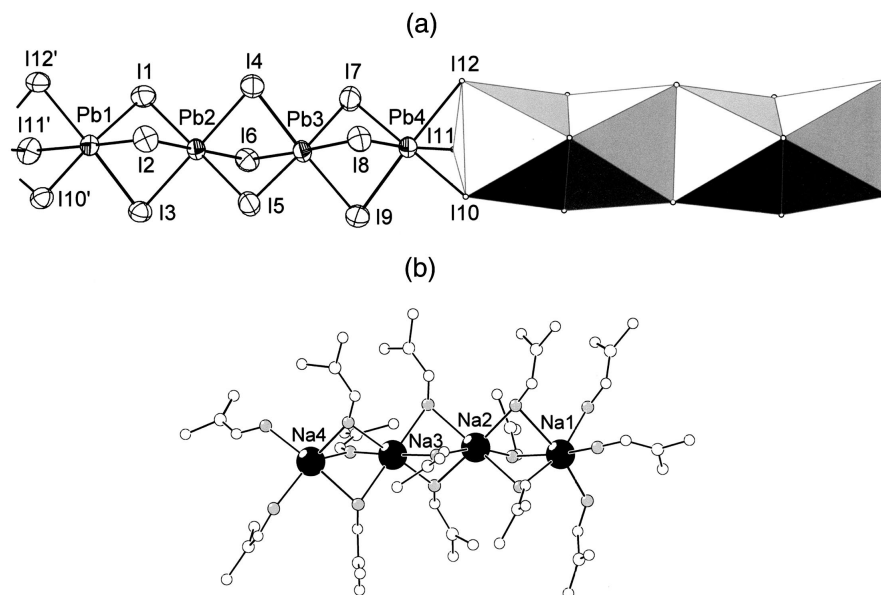 (a)
I12' I1 I4 I7 I12
Pb1 Pb2 Pb3 Pb4
I11' I2 I6 I8 I11
I10' I3 I5 I9 I10
(b)
Na4 Na3 Na2 Na1